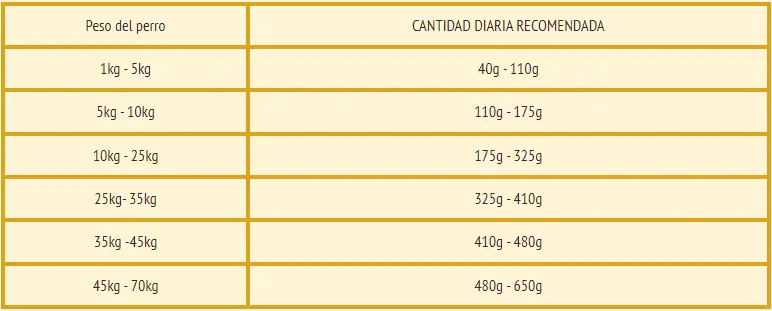 Peso del perro CANTIDAD DIARIA RECOMENDADA
1kg - 5kg 40g - 110g
5kg - 10kg 110g - 175g
10kg - 25kg 175g - 325g
25kg- 35kg 325g - 410g
35kg -45kg 410g - 480g
45kg - 70kg 480g - 650g